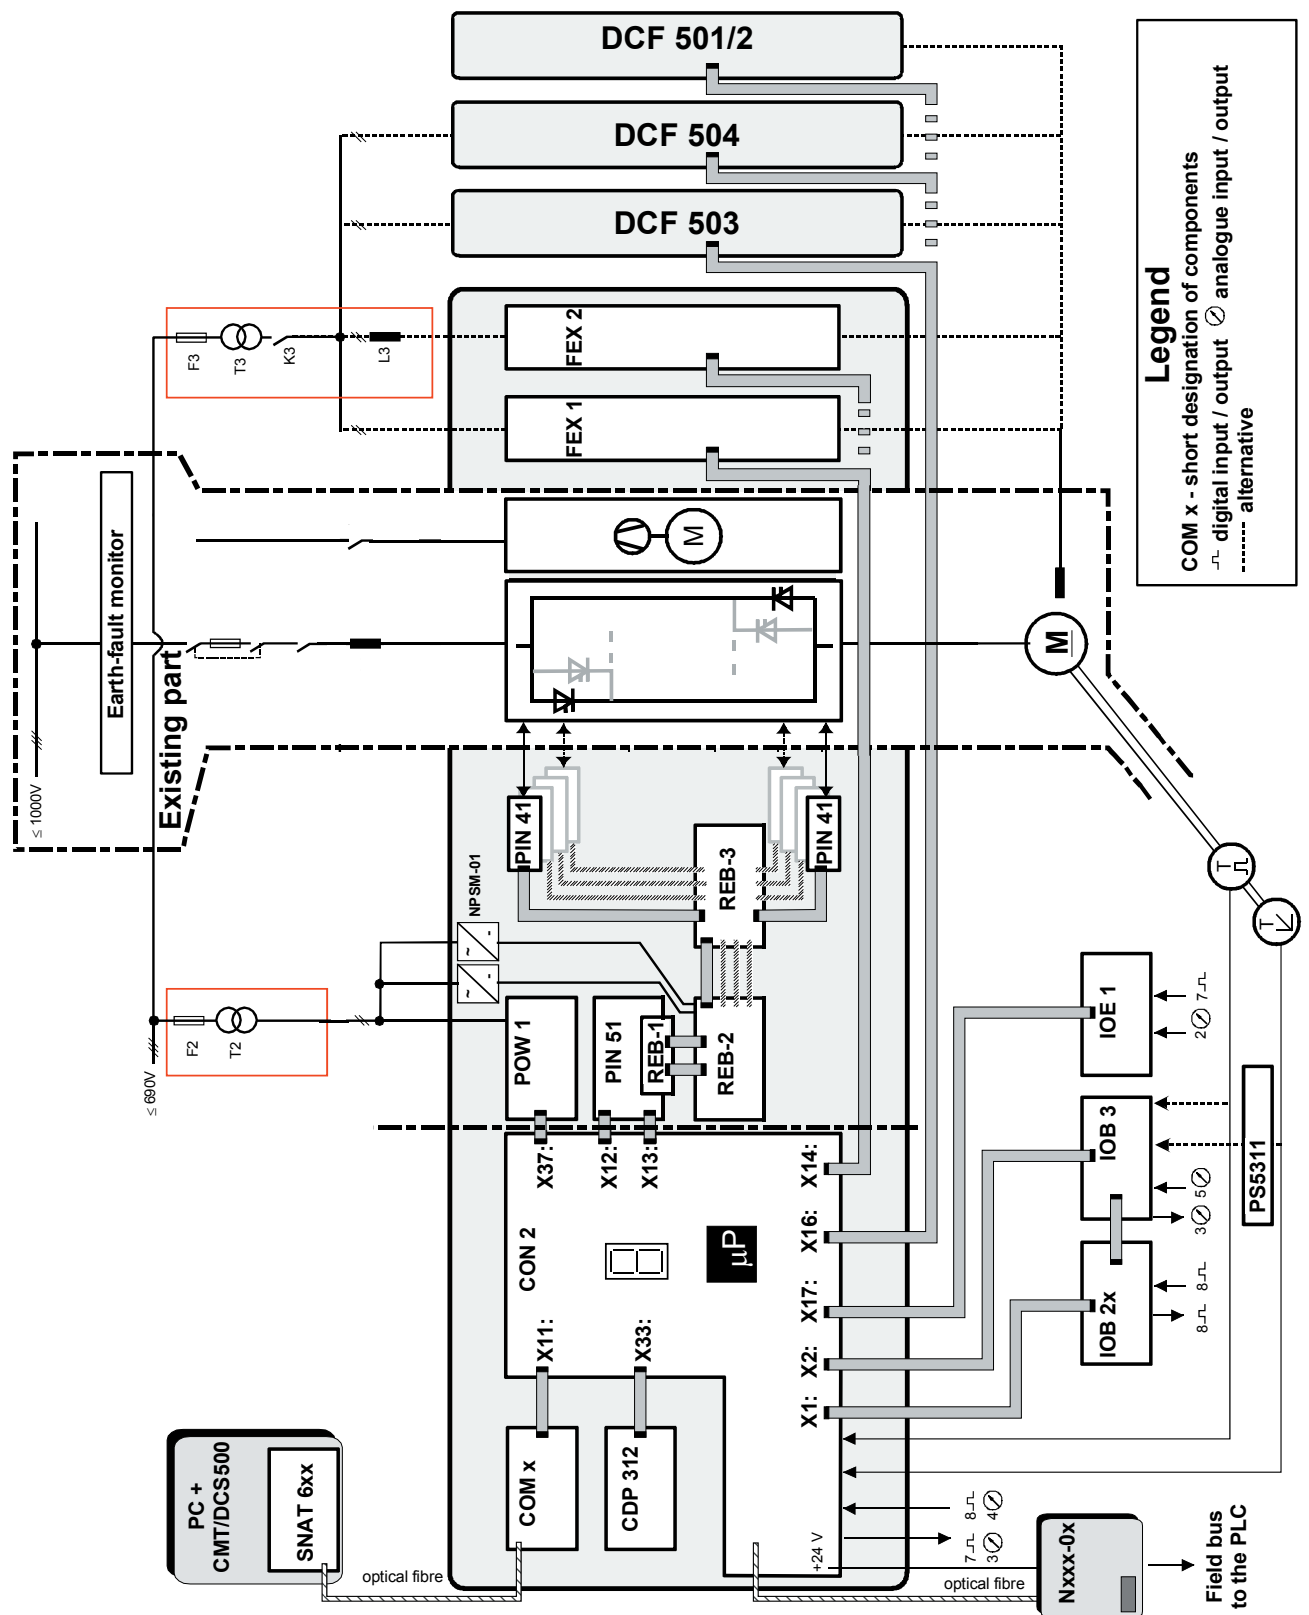 DCF 501/2
DCF 504
DCF 503
FEX 2
FEX 1
F3
T3
K3
L3
Legend
COM x - short designation of components
digital input / output
analogue input / output
alternative
≤ 1000V
Earth-fault monitor
Existing part
M
M
PIN 41
PIN 41
REB-3
NPSM-01
~
-
~
-
≤ 690V
F2
T2
POW 1
PIN 51
REB-1
REB-2
T
T
IOE 1
2
7
IOB 3
3
5
IOB 2x
8
8
PS5311
X37:
X12:
X13:
X14:
X16:
X17:
X2:
X1:
CON 2
µP
X11:
X33:
COM x
CDP 312
PC +
CMT/DCS500
SNAT 6xx
optical fibre
7
3
8
4
+24 V
optical fibre
Nxxx-0x
Field bus
to the PLC